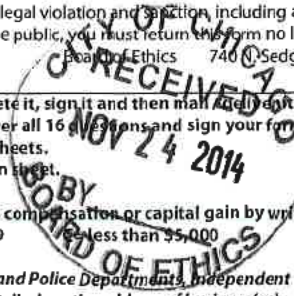 legal violation and sanction, including a
e public, you must return this form no l
Board of Ethics 740 N. Sedg
ete it, sign it and then mail
er all 16 questions and sign your for
heets.
n sheet.
compensation or capital gain by wri
less than $5,000
and Police Departments, Independent
CITY OF CHICAGO
RECEIVED
NOV 24 2014
BY
BOARD OF ETHICS